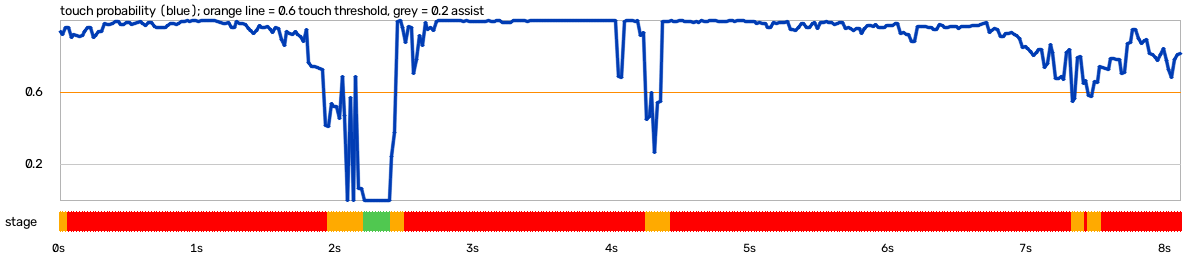 touch probability (blue); orange line = 0.6 touch threshold, grey = 0.2 assist
0.6
0.2
stage
0s 1s 2s 3s 4s 5s 6s 7s 8s